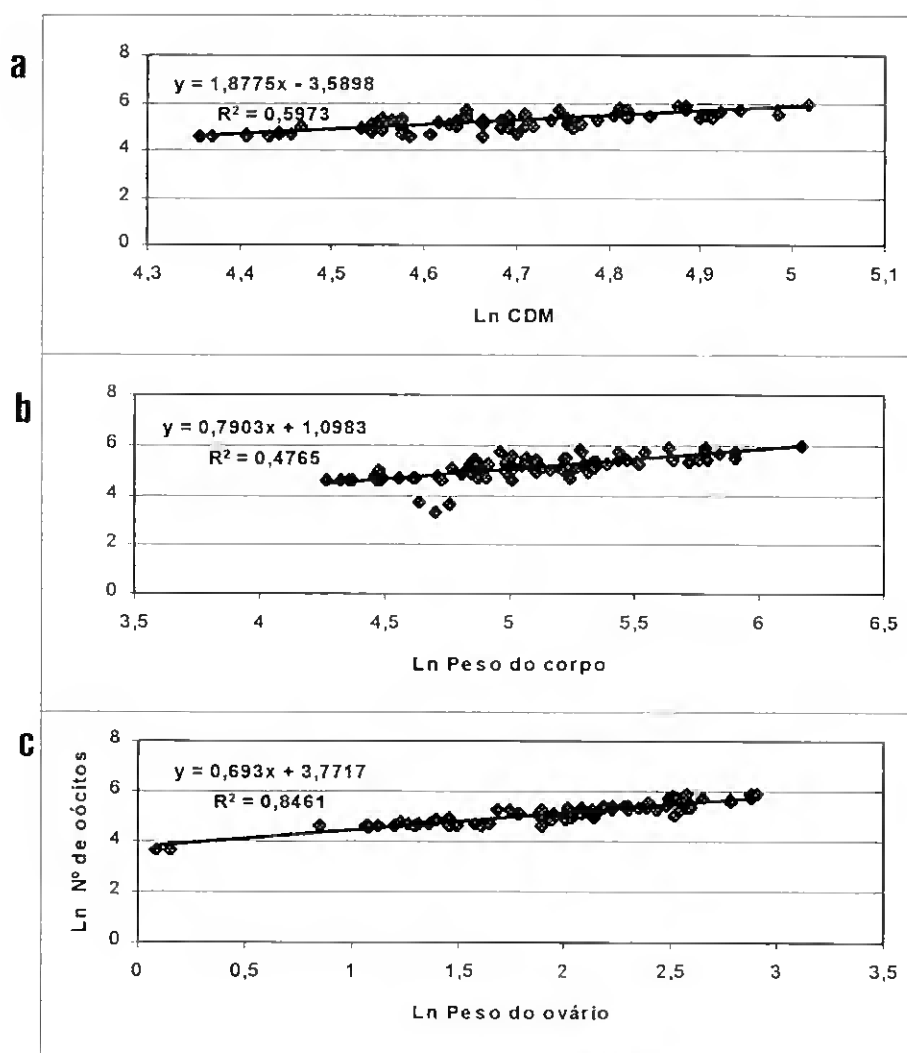 a
8
6
4
2
0
y = 1,8775x - 3,5898
R² = 0,5973
4,3 4,4 4,5 4,6 4,7 4,8 4,9 5 5,1
Ln CDM
b
8
6
4
2
0
y = 0,7903x + 1,0983
R² = 0,4765
3,5 4 4,5 5 5,5 6 6,5
Ln Peso do corpo
c
Ln Nº de oócitos
8
6
4
2
0
y = 0,693x + 3,7717
R² = 0,8461
0 0,5 1 1,5 2 2,5 3 3,5
Ln Peso do ovário